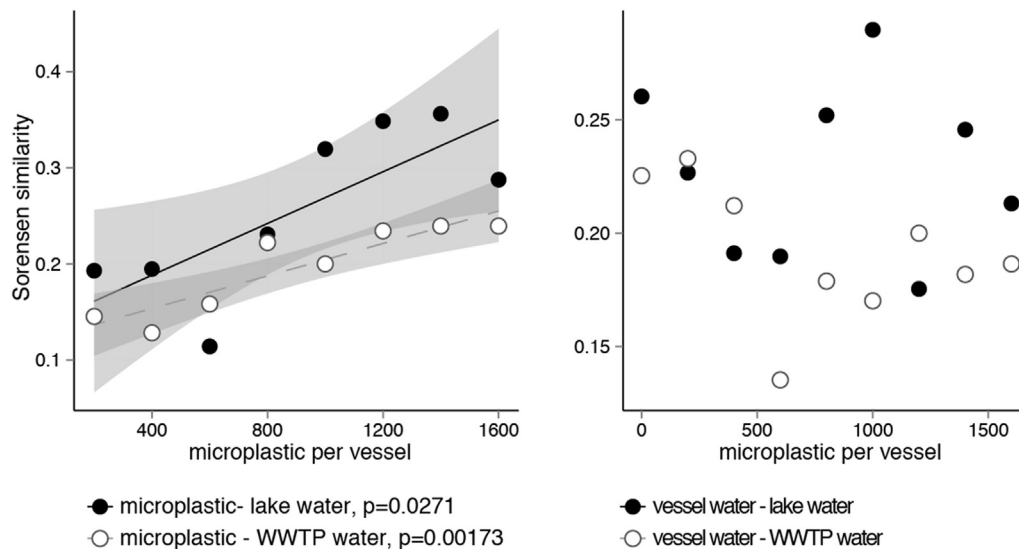 Sorensen similarity
0.4
0.3
0.2
0.1
400
800
1200
1600
microplastic per vessel
microplastic- lake water, p=0.0271
microplastic - WWTP water, p=0.00173
0.25
0.20
0.15
0
500
1000
1500
microplastic per vessel
vessel water - lake water
vessel water - WWTP water